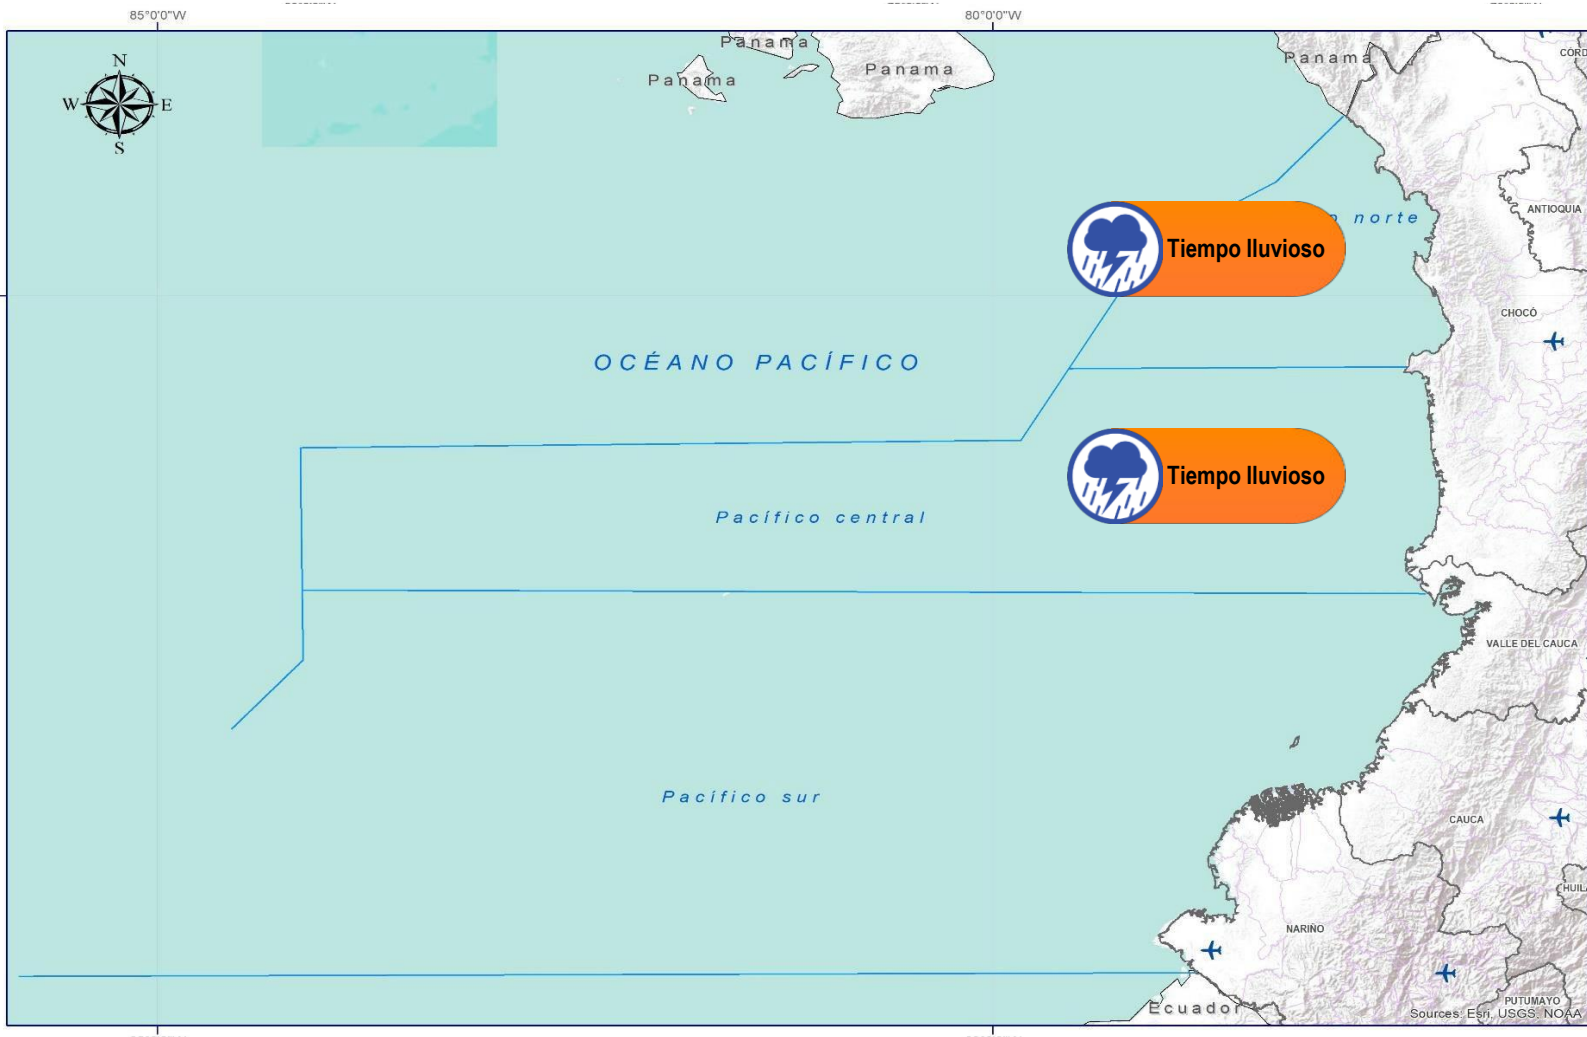 85°0'0"W
80°0'0"W
N
W
E
S
Panama
Panama
Panama
Panama
ANTIOQUIA
norte
Tiempo lluvioso
CHOCÓ
OCÉANO PACÍFICO
Tiempo lluvioso
Pacífico central
VALLE DEL CAUCA
Pacífico sur
CAUCA
NARIÑO
PUTUMAYO
Ecuador
Sources: Esri, USGS, NOAA